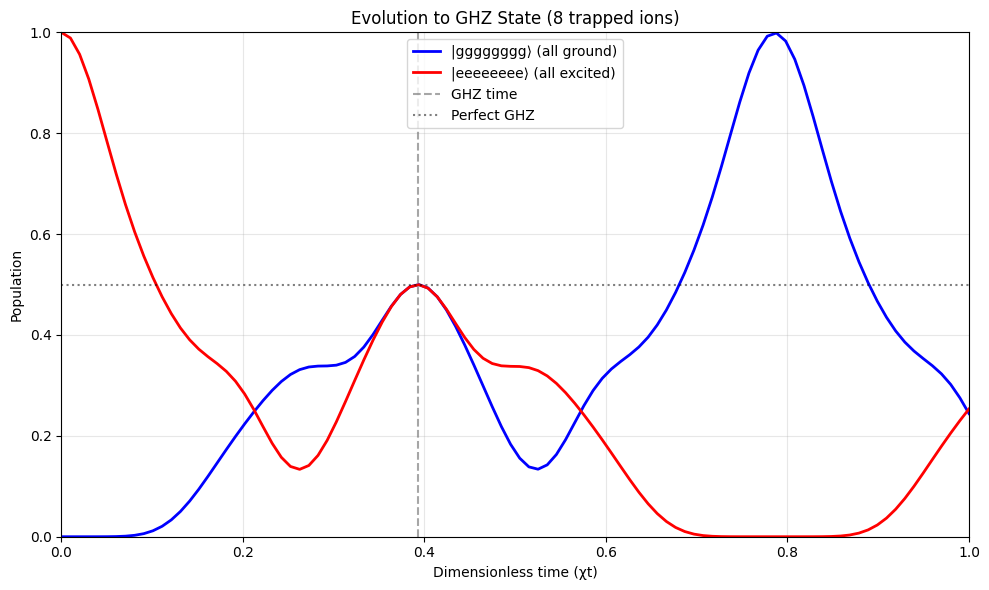 Evolution to GHZ State (8 trapped ions)
|gggggggg⟩ (all ground)
|eeeeeeee⟩ (all excited)
GHZ time
Perfect GHZ
Population
1.0
0.8
0.6
0.4
0.2
0.0
0.0 0.2 0.4 0.6 0.8 1.0
Dimensionless time (χt)